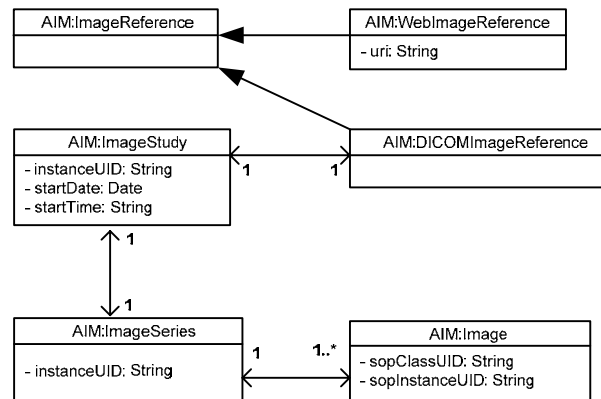 AIM:ImageReference
AIM:WebImageReference
- uri: String
AIM:ImageStudy
- instanceUID: String
- startDate: Date
- startTime: String
1
1
AIM:DICOMImageReference
1
1
AIM:ImageSeries
- instanceUID: String
1
1..*
AIM:Image
- sopClassUID: String
- sopInstanceUID: String